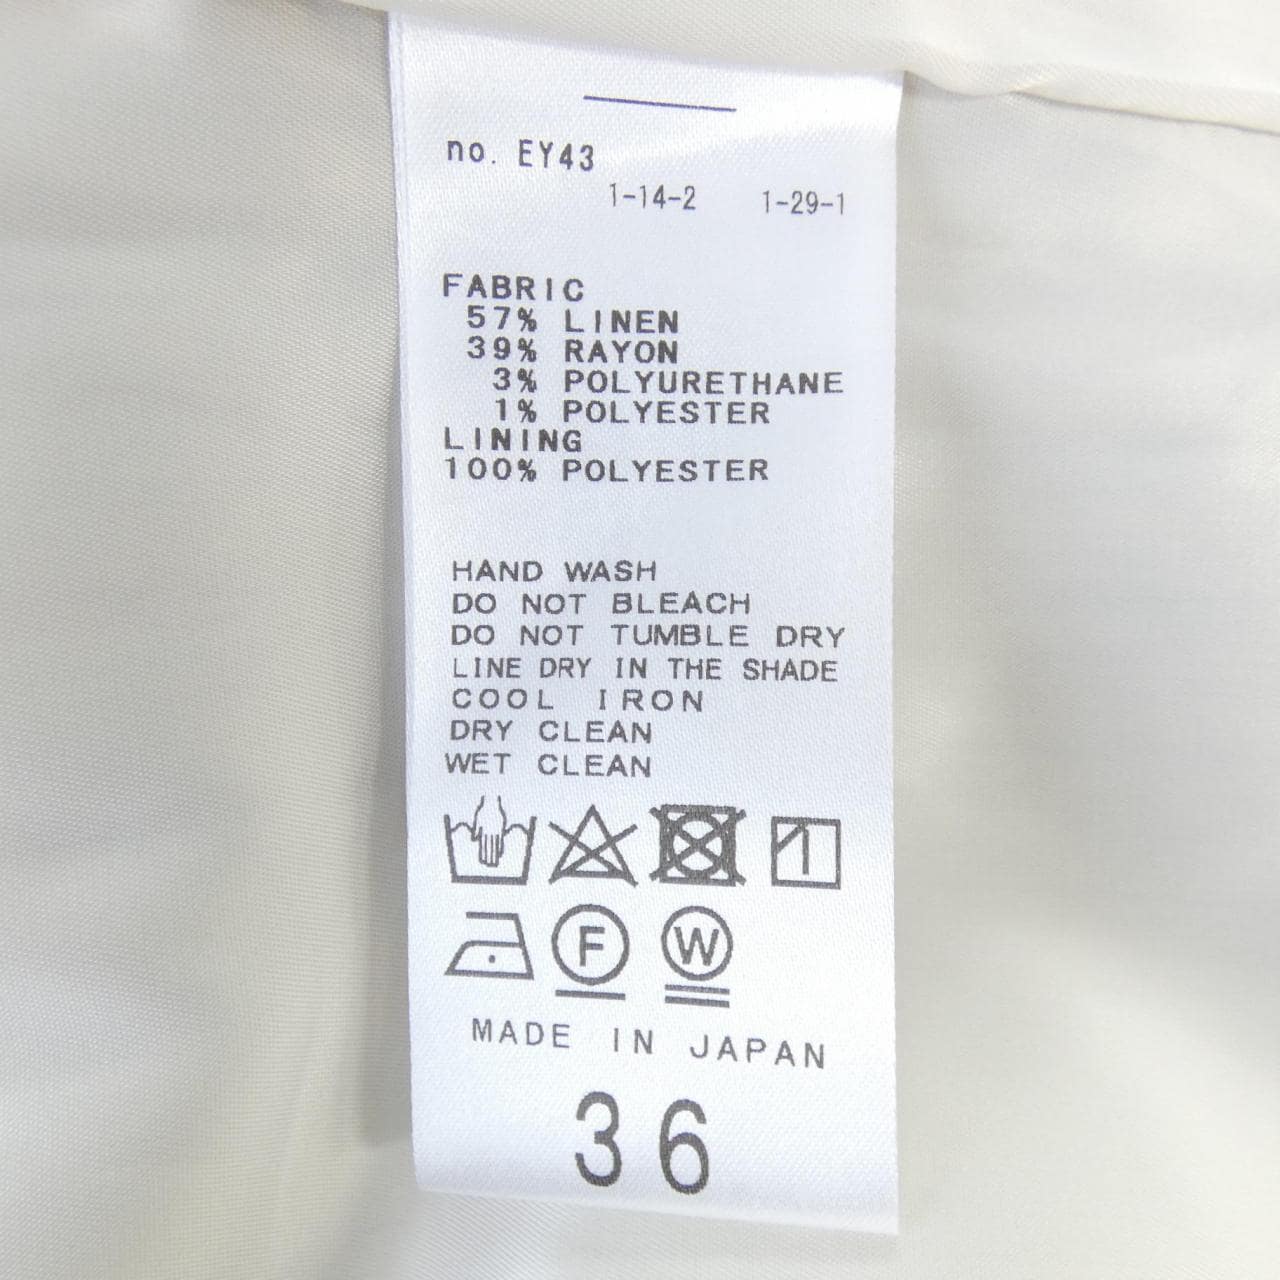 no. EY43
1-14-2 1-29-1
FABRIC
57% LINEN
39% RAYON
3% POLYURETHANE
1% POLYESTER
LINING
100% POLYESTER
HAND WASH
DO NOT BLEACH
DO NOT TUMBLE DRY
LINE DRY IN THE SHADE
COOL IRON
DRY CLEAN
WET CLEAN
F W
MADE IN JAPAN
36